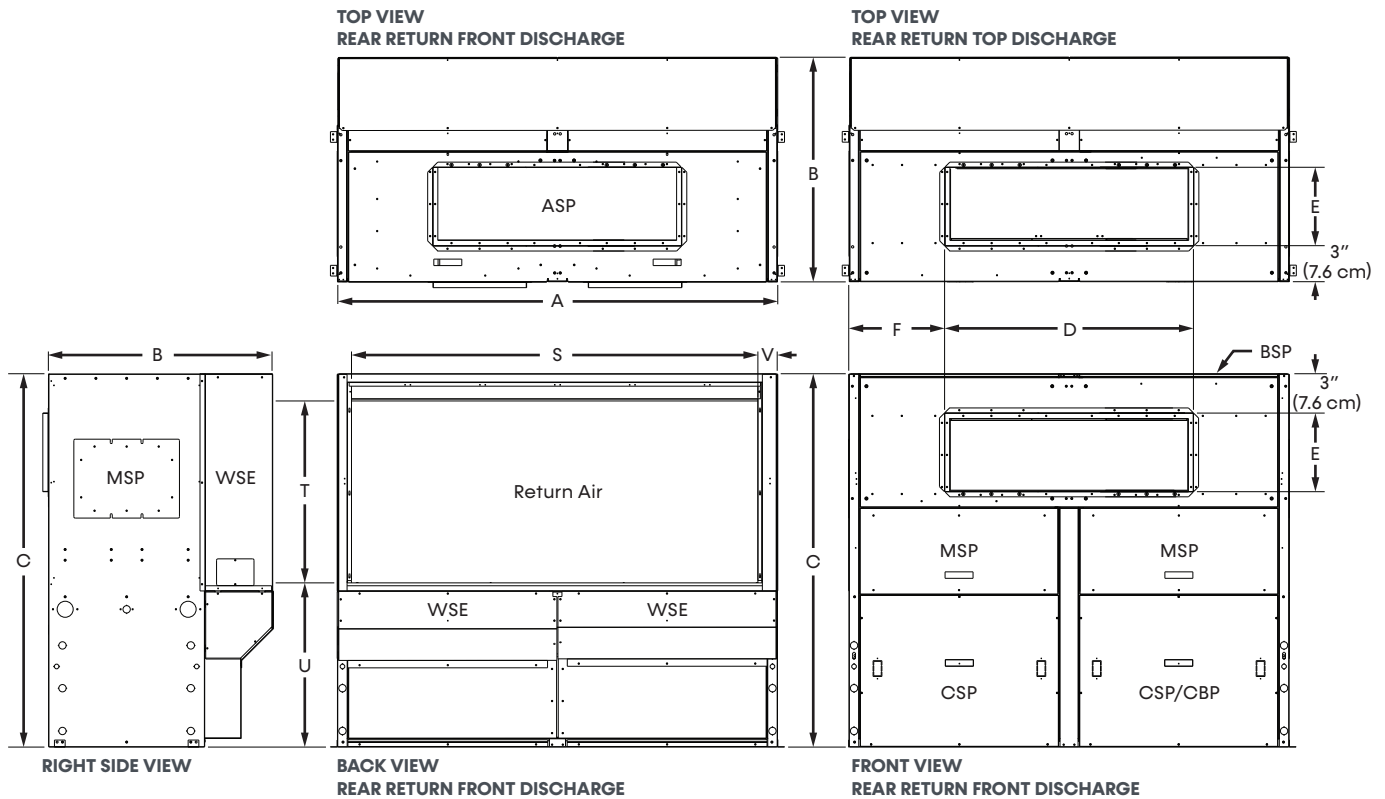 TOP VIEW
REAR RETURN FRONT DISCHARGE
TOP VIEW
REAR RETURN TOP DISCHARGE
ASP
B
E
3”
(7.6 cm)
A
F
D
B
S
V
BSP
3”
(7.6 cm)
MSP
WSE
T
Return Air
E
C
C
MSP
MSP
WSE
WSE
U
CSP
CSP/CBP
RIGHT SIDE VIEW
BACK VIEW
REAR RETURN FRONT DISCHARGE
FRONT VIEW
REAR RETURN FRONT DISCHARGE